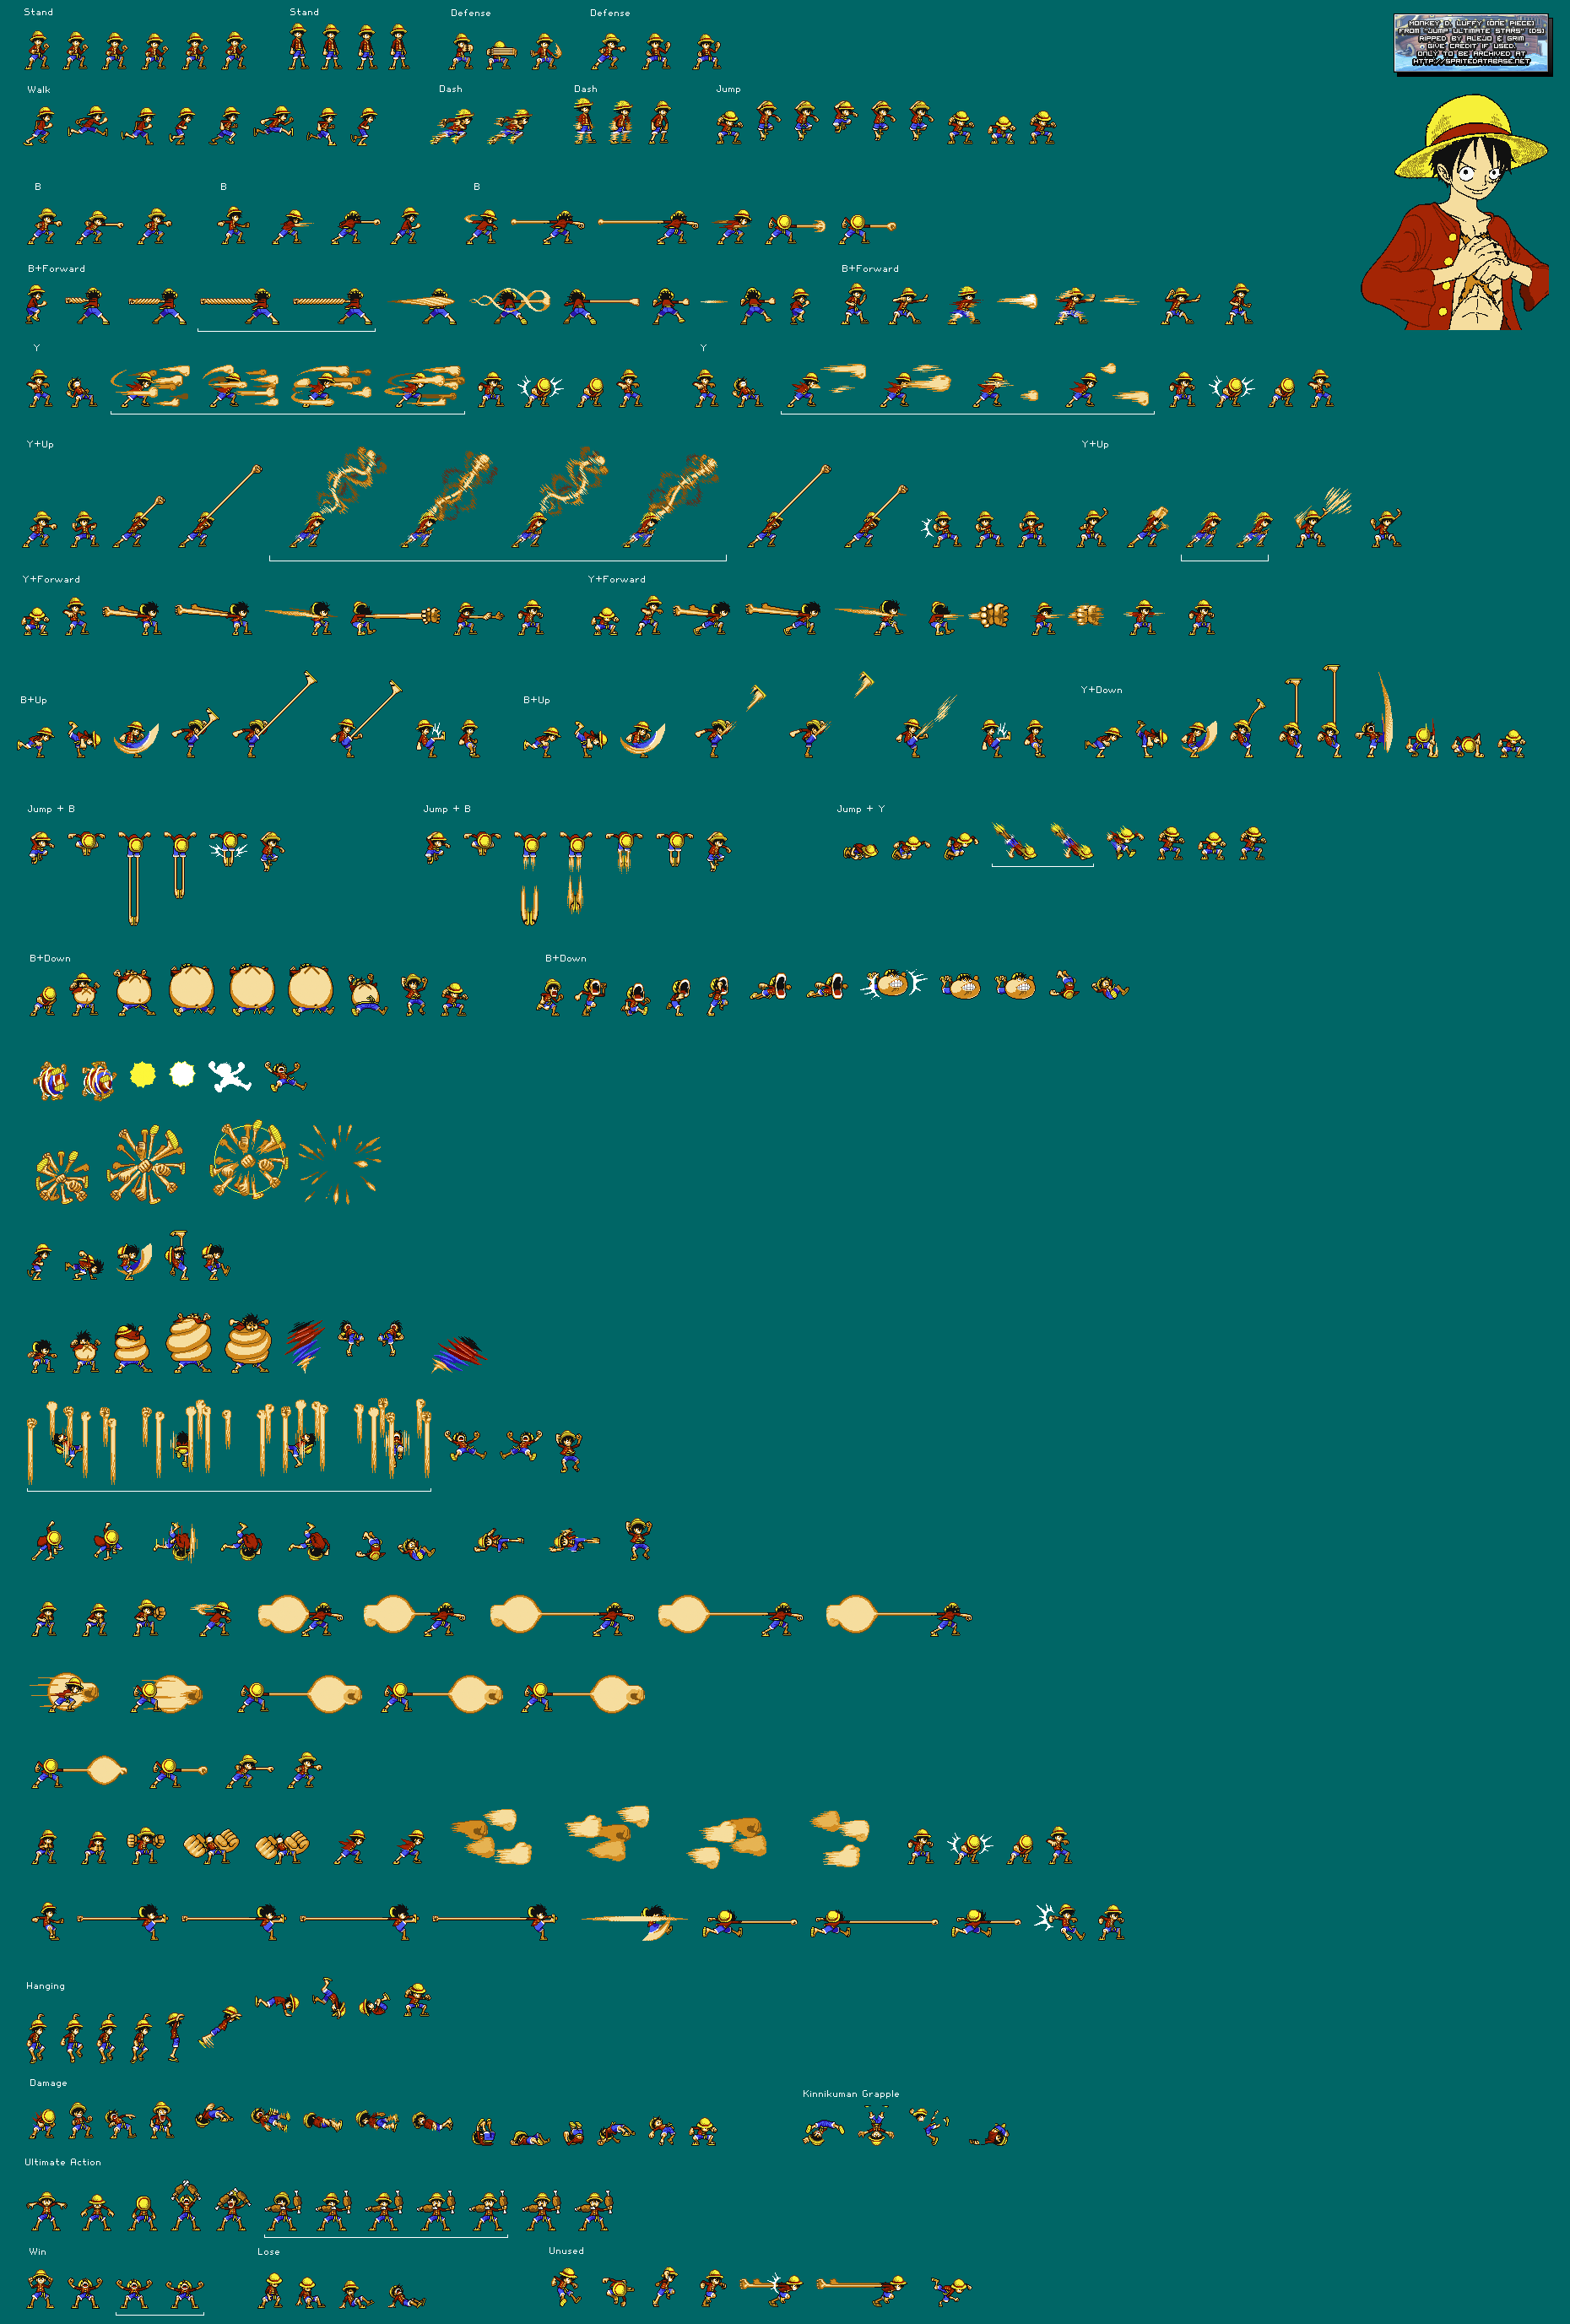 Stand
Stand
Defense
Defense
MONKEY D. LUFFY [ONE PIECE]
FROM "JUMP ULTIMATE STARS" [DS]
RIPPED BY ALEJO & GRIM
A GIVE CREDIT IF USED.
ONLY TO BE ARCHIVED AT
HTTP://SPRITEDATABASE.NET
Walk
Dash
Dash
Jump
B
B
B
B+Forward
B+Forward
Y
Y
Y+Up
Y+Up
Y+Forward
Y+Forward
B+Up
B+Up
Y+Down
Jump + B
Jump + B
Jump + Y
B+Down
B+Down
Hanging
Damage
Kinnikuman Grapple
Ultimate Action
Win
Lose
Unused